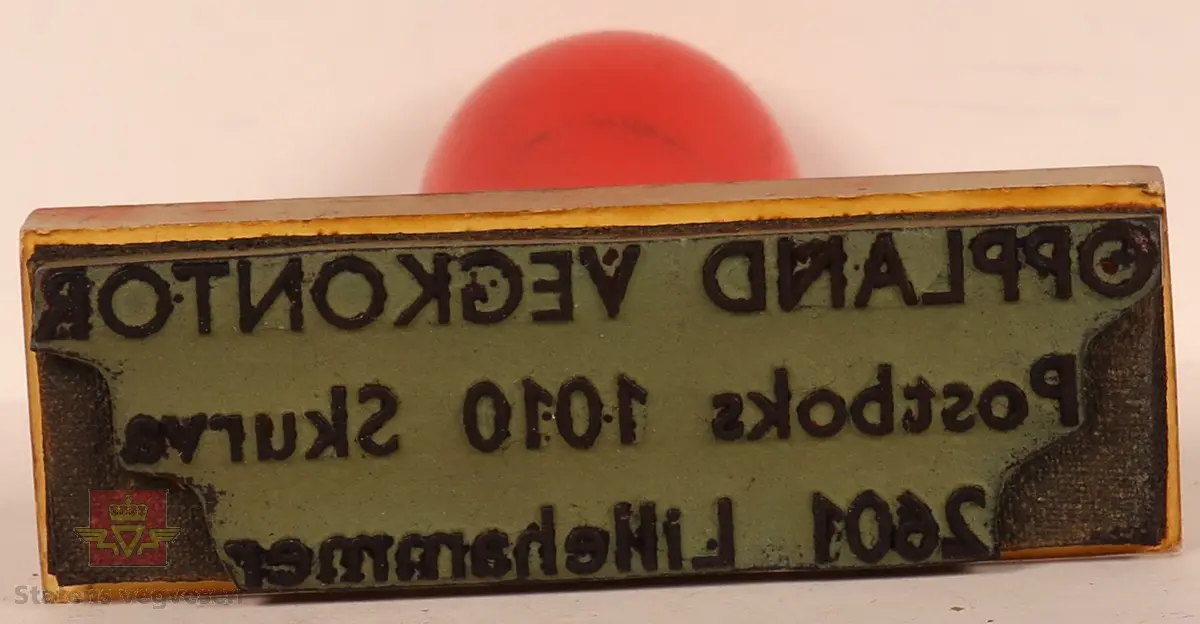 OPPLAND VEGKONTOR
Postboks 1010 Skurva
2601 Lillehammer
Statens vegvesen